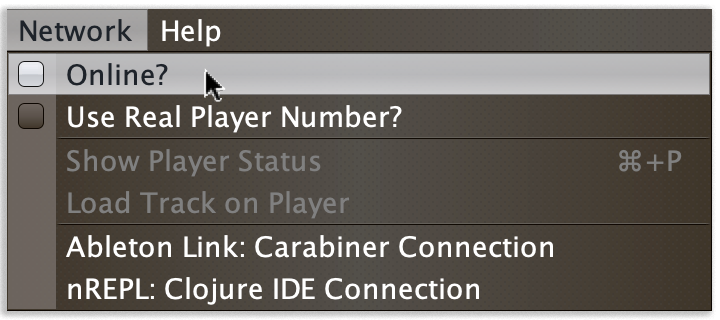 Network Help
Online?
Use Real Player Number?
Show Player Status ⌘+P
Load Track on Player
Ableton Link: Carabiner Connection
nREPL: Clojure IDE Connection